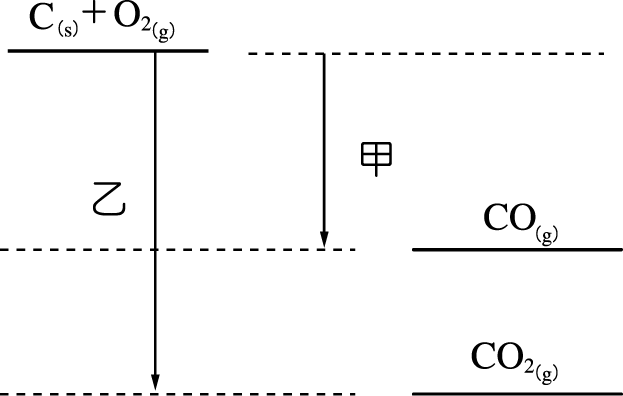 C(s)+O2(g)
甲
乙
CO(g)
CO2(g)